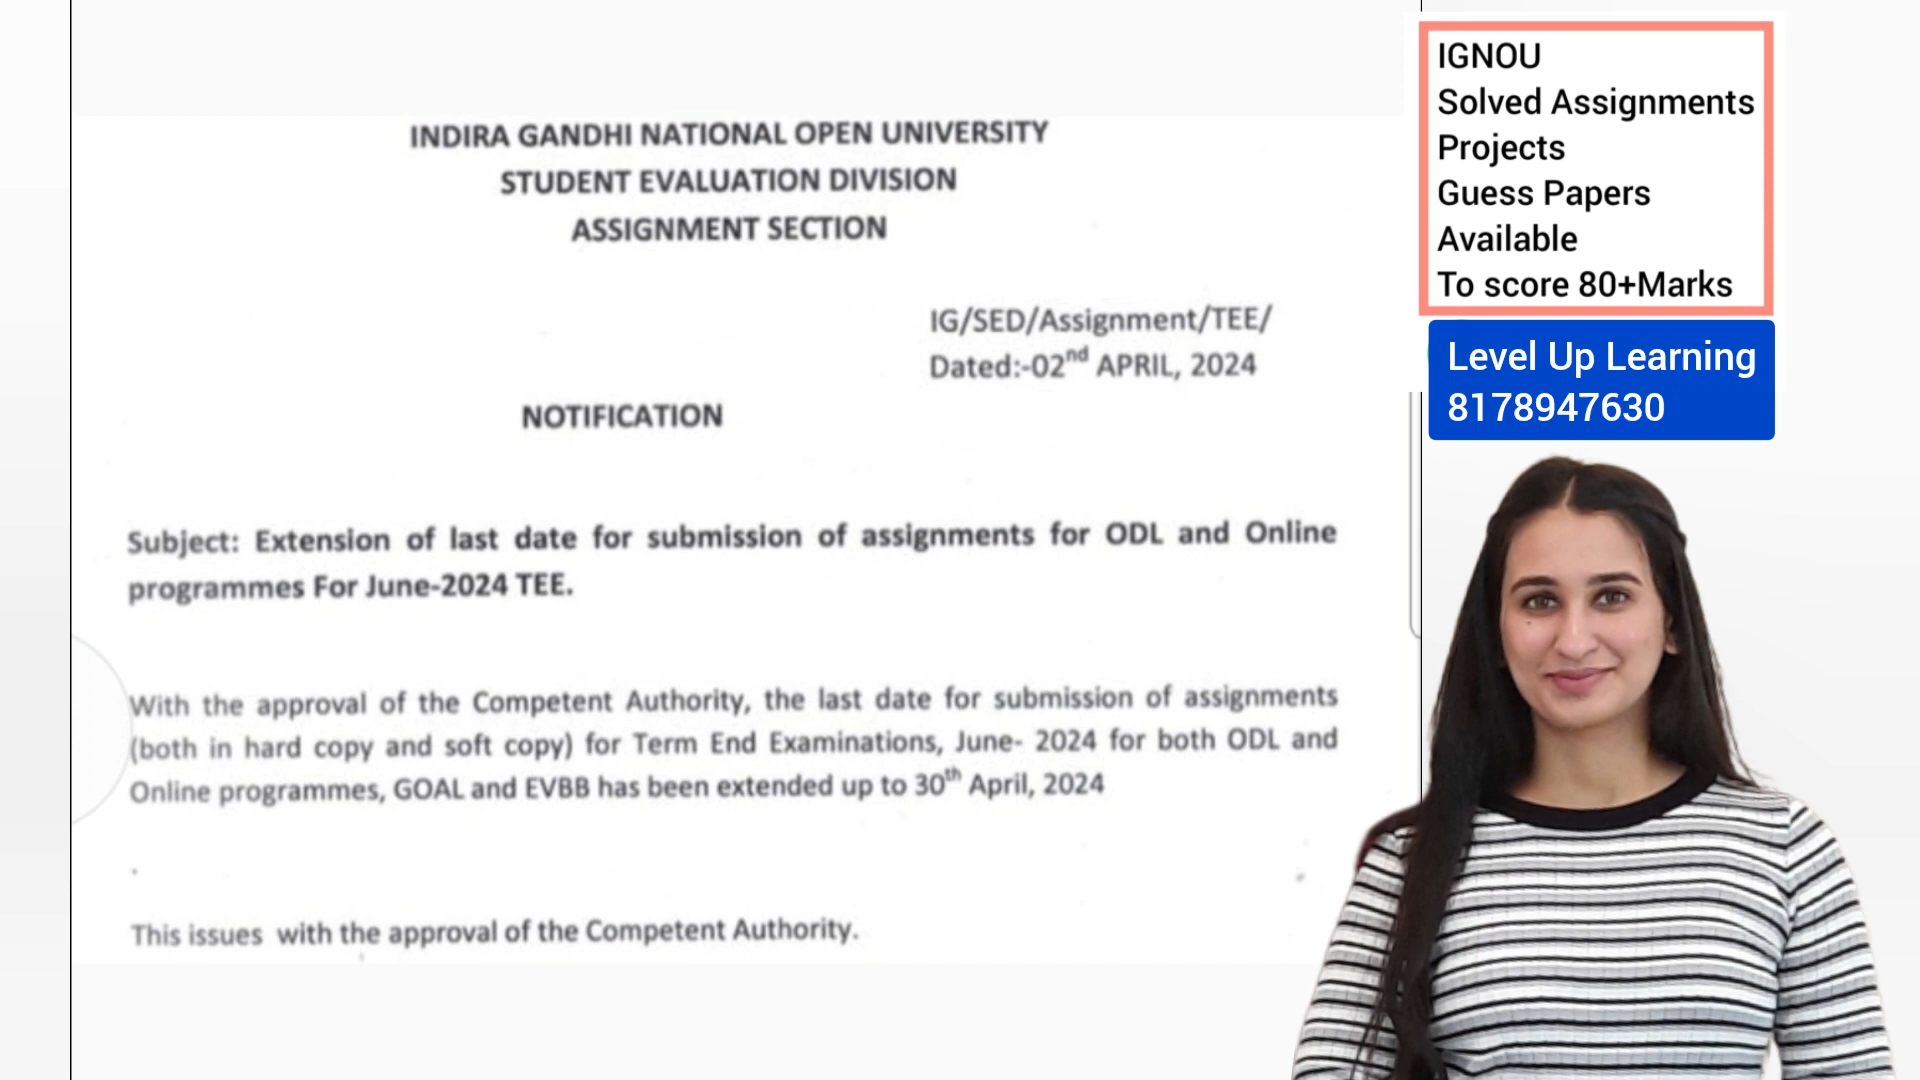 INDIRA GANDHI NATIONAL OPEN UNIVERSITY
STUDENT EVALUATION DIVISION
ASSIGNMENT SECTION
IG/SED/Assignment/TEE/
Dated:-02nd APRIL, 2024
NOTIFICATION
Subject: Extension of last date for submission of assignments for ODL and Online
programmes For June-2024 TEE.
With the approval of the Competent Authority, the last date for submission of assignments
(both in hard copy and soft copy) for Term End Examinations, June- 2024 for both ODL and
Online programmes, GOAL and EVBB has been extended up to 30th April, 2024
This issues with the approval of the Competent Authority.
IGNOU
Solved Assignments
Projects
Guess Papers
Available
To score 80+Marks
Level Up Learning
8178947630